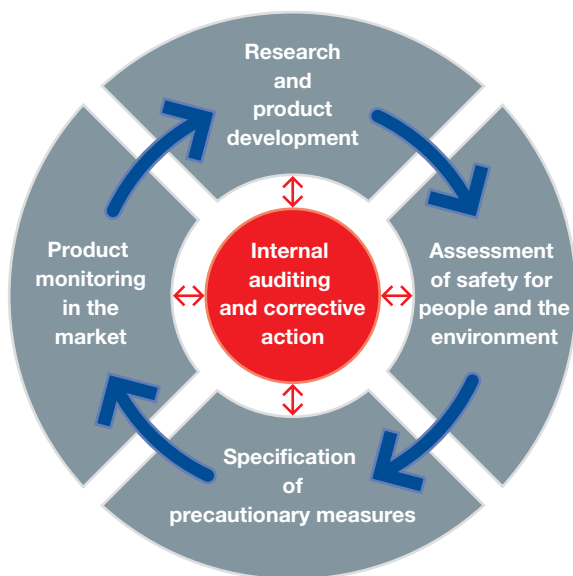 Research
and
product
development
Assessment
of safety for
people and the
environment
Specification
of
precautionary measures
Product
monitoring
in the
market
Internal
auditing
and corrective
action